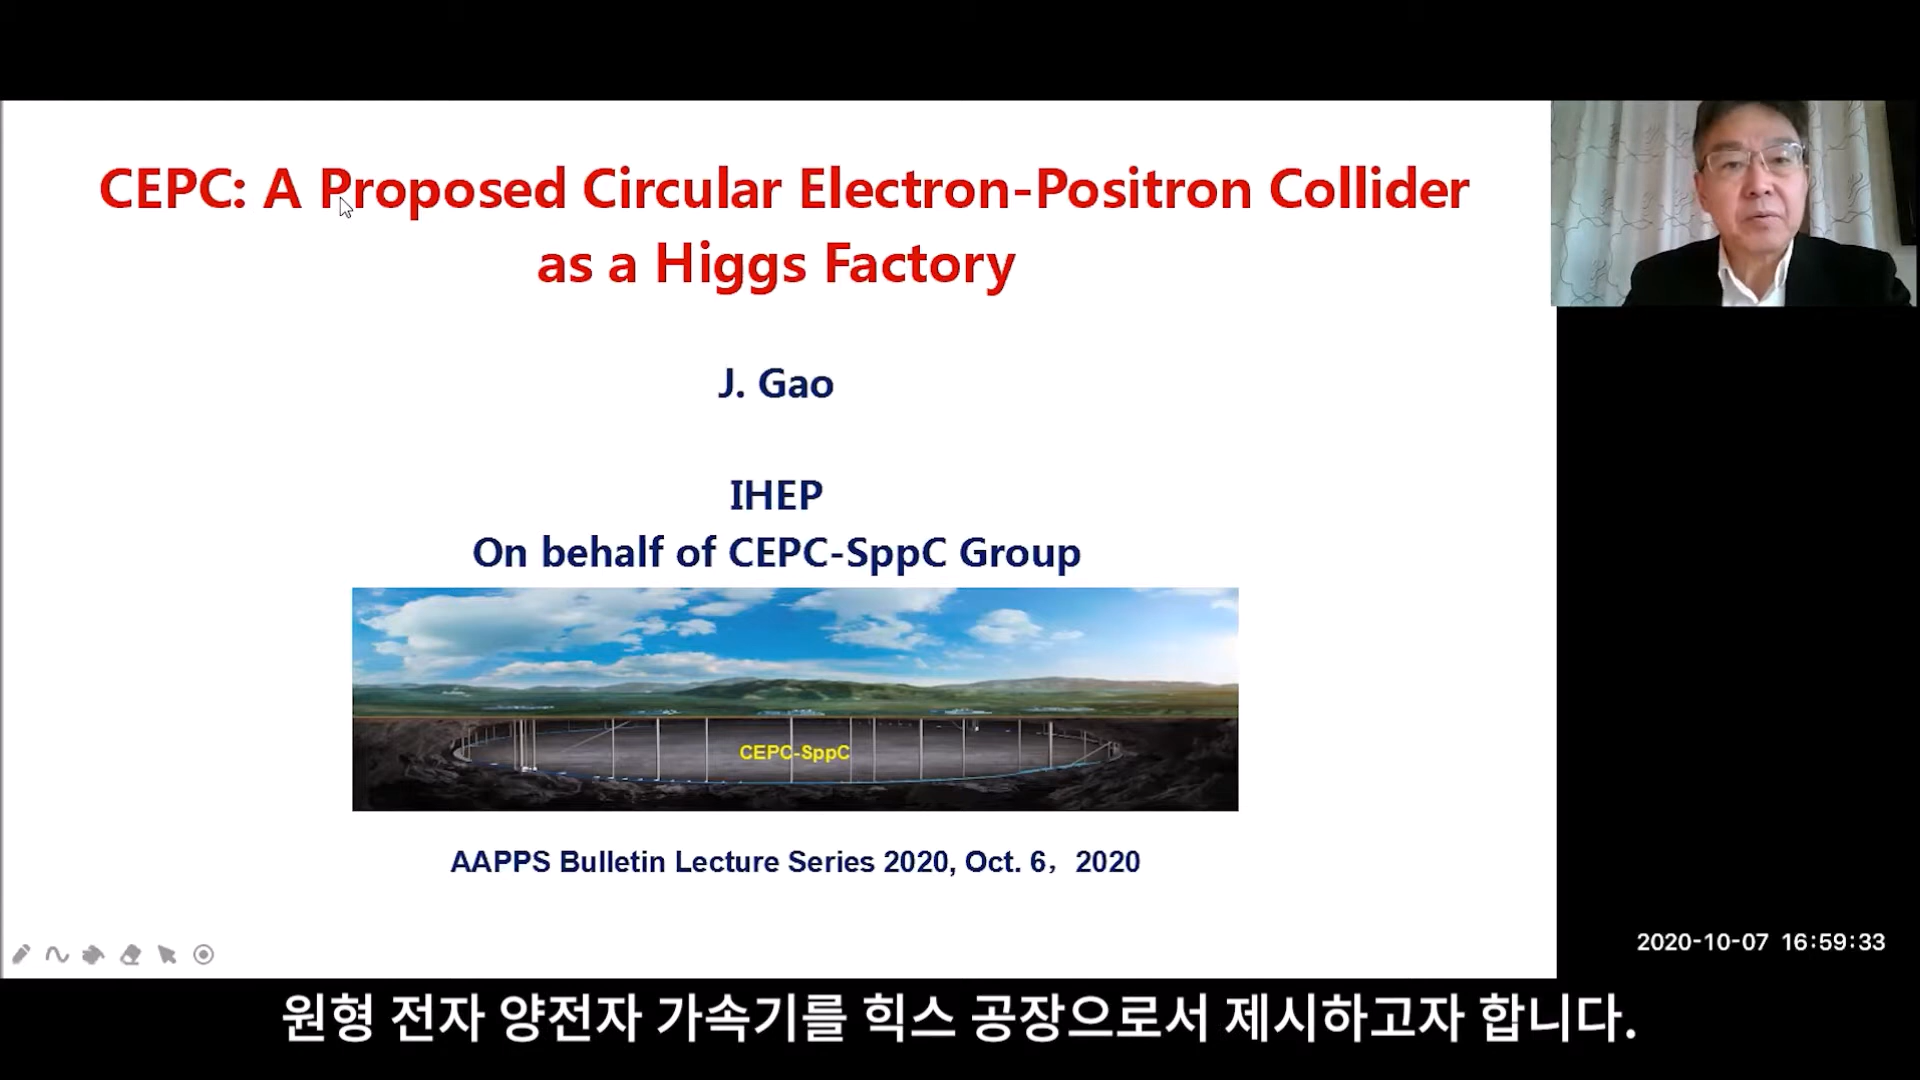 CEPC: A Proposed Circular Electron-Positron Collider
as a Higgs Factory
J. Gao
IHEP
On behalf of CEPC-SppC Group
CEPC-SppC
AAPPS Bulletin Lecture Series 2020, Oct. 6，2020
2020-10-07 16:59:33
원형 전자 양전자 가속기를 힉스 공장으로서 제시하고자 합니다.